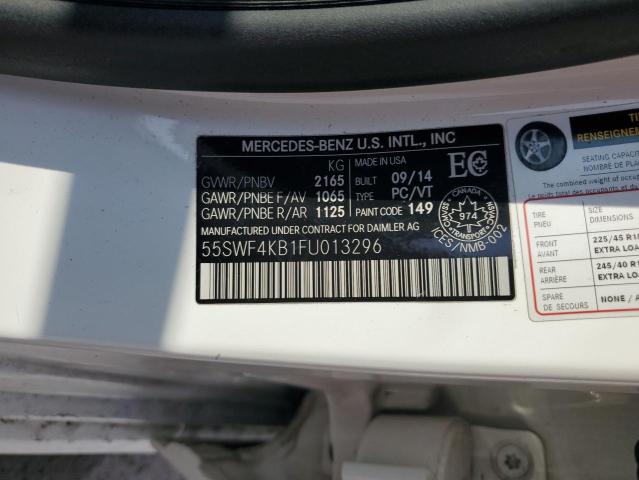 MERCEDES-BENZ U.S. INTL., INC
KG MADE IN USA EC
GVWR/PNBV 2165 BUILT 09/14
GAWR/PNBE F/AV 1065 TYPE PC/VT
GAWR/PNBE R/AR 1125 PAINT CODE 149
MANUFACTURED UNDER CONTRACT FOR DAIMLER AG
55SWF4KB1FU013296
CANADA
974
TRANSPORT
ICES/NMB-002
RENSEIGNEM
SEATING CAPACI
TIRE SIZE
PNEU DIMENSIONS
FRONT 225/45 R18
AVANT EXTRA LOA
REAR 245/40 R1
ARRIÈRE EXTRA LOA
SPARE NONE / A
DE SECOURS